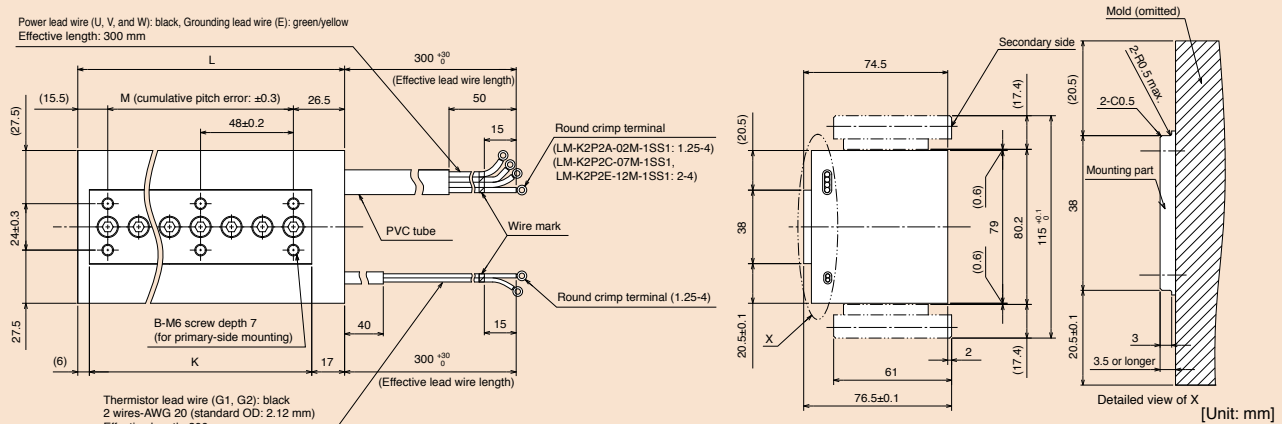 Power lead wire (U, V, and W): black, Grounding lead wire (E): green/yellow
Effective length: 300 mm
L
300 +30 0
(Effective lead wire length)
(15.5)
M (cumulative pitch error: ±0.3)
26.5
50
48±0.2
15
(27.5)
24±0.3
27.5
Round crimp terminal
(LM-K2P2A-02M-1SS1: 1.25-4)
(LM-K2P2C-07M-1SS1,
LM-K2P2E-12M-1SS1: 2-4)
PVC tube
Wire mark
Round crimp terminal (1.25-4)
B-M6 screw depth 7
(for primary-side mounting)
40
15
(6)
K
17
300 +30 0
(Effective lead wire length)
Thermistor lead wire (G1, G2): black
2 wires-AWG 20 (standard OD: 2.12 mm)
Secondary side
74.5
(17.4)
(20.5)
38
20.5±0.1
(0.6)
79
(0.6)
80.2
115 +0.1 0
(17.4)
X
2
61
76.5±0.1
Mold (omitted)
(20.5)
2-R0.5 max.
2-C0.5
Mounting part
38
20.5±0.1
3
3.5 or longer
Detailed view of X
[Unit: mm]